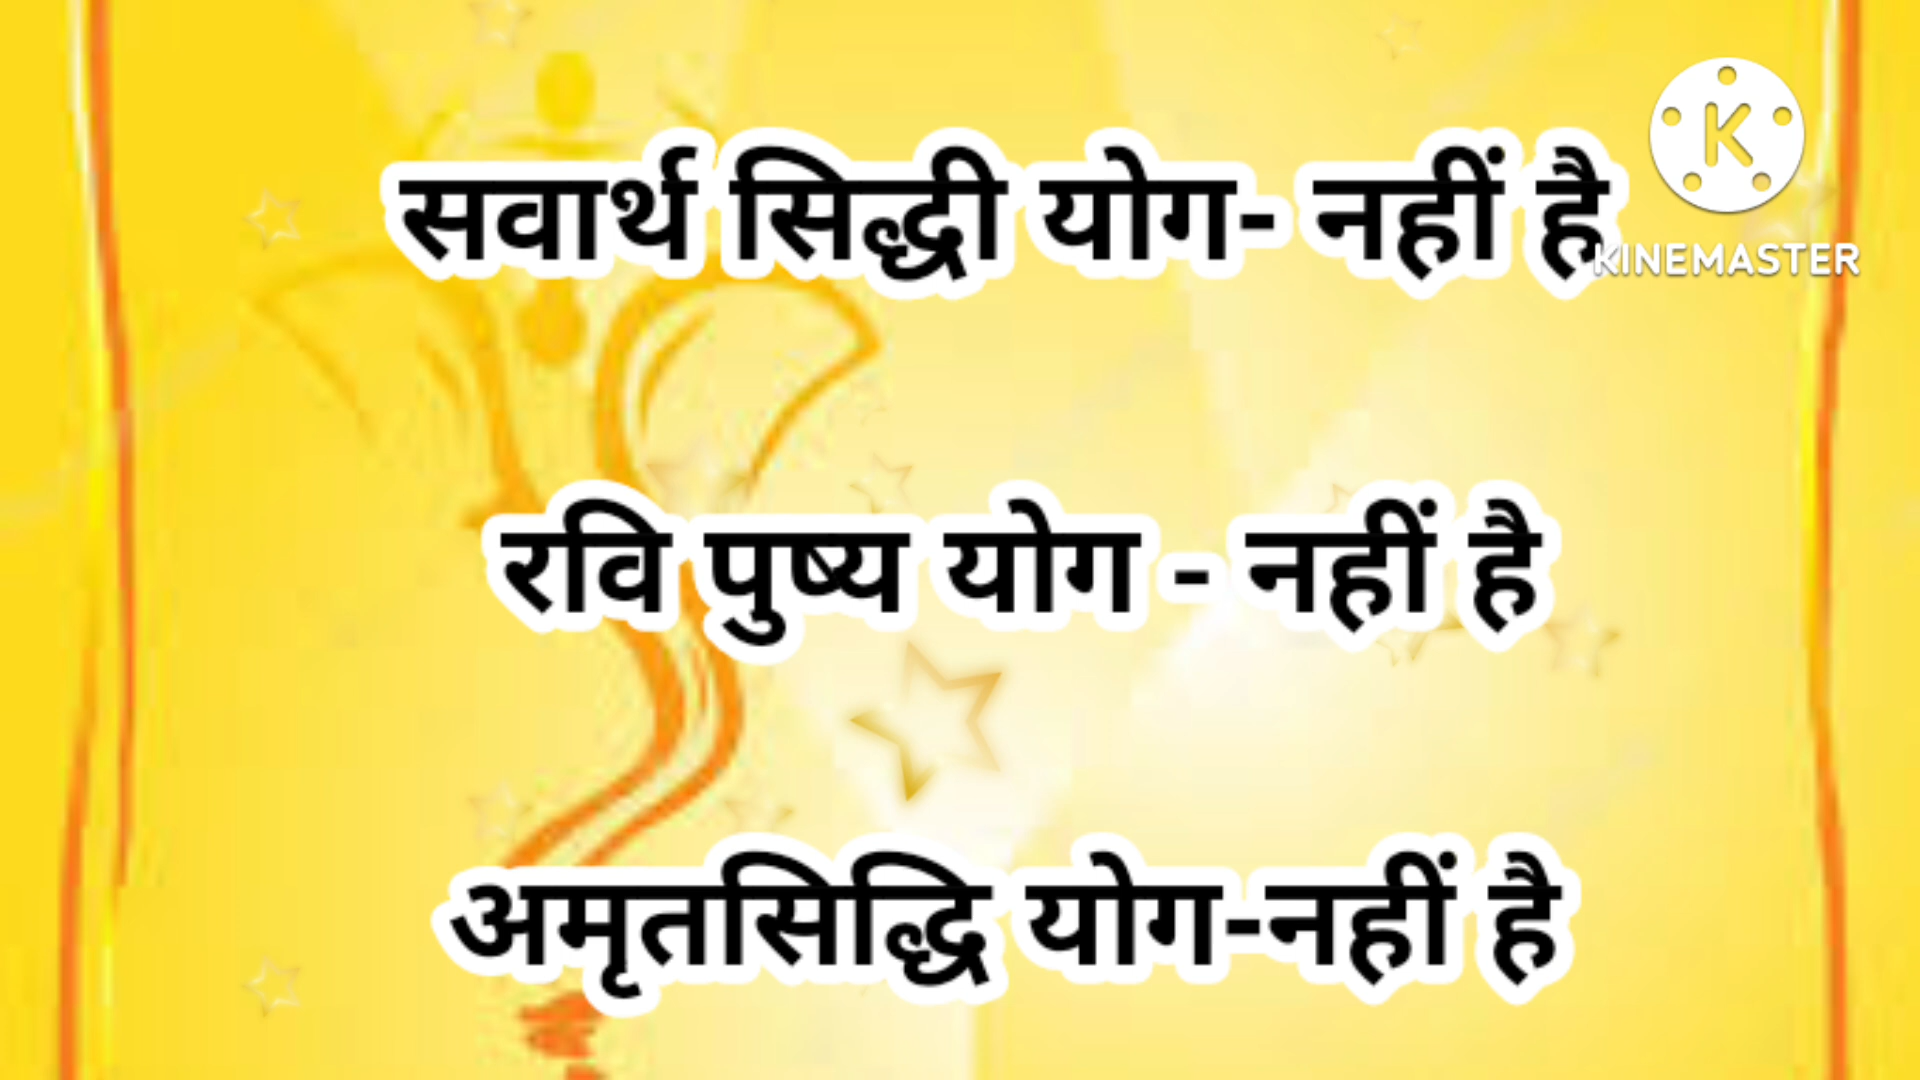 सवार्थ सिद्धी योग- नहीं है
K
KINEMASTER
रवि पुष्य योग - नहीं है
अमृतसिद्धि योग-नहीं है